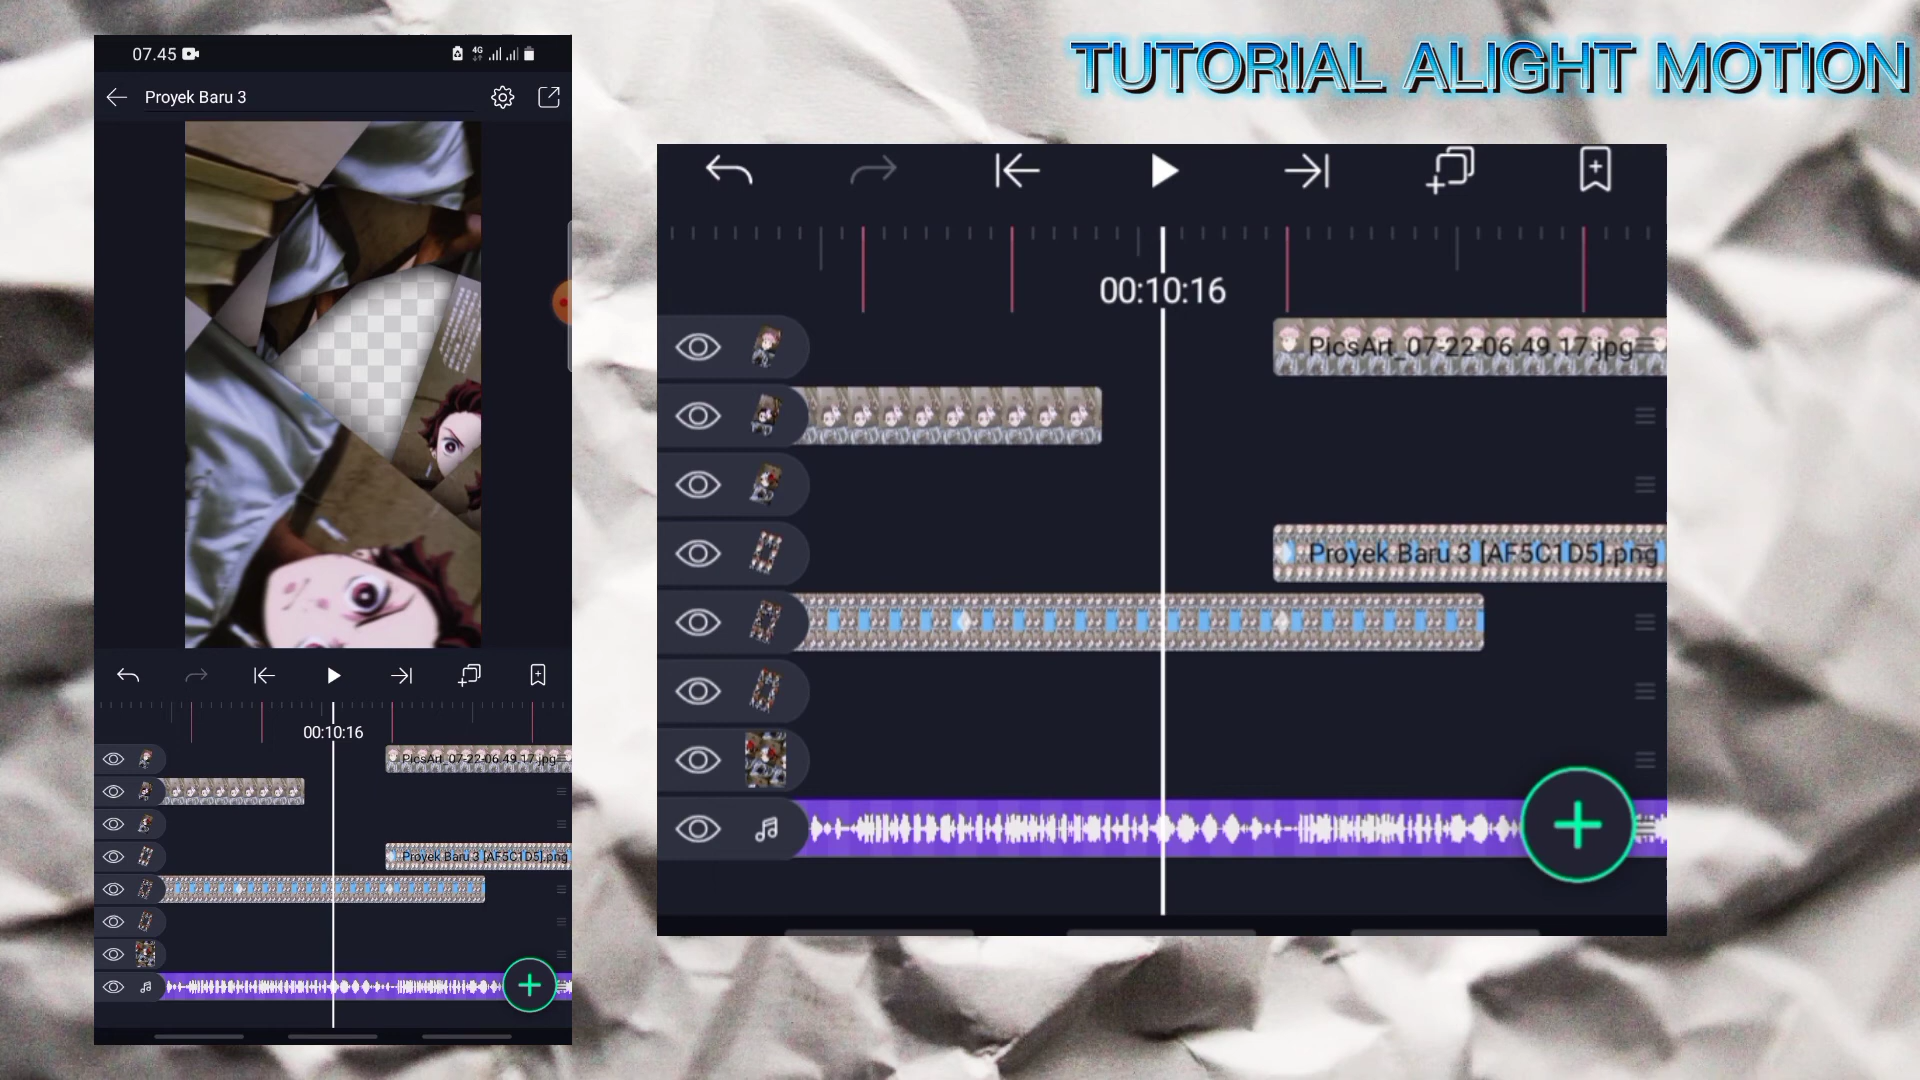 TUTORIAL ALIGHT MOTION
07.45
4G
Proyek Baru 3
00:10:16
PicsArt_07-22-06.49.17.jpg
Proyek Baru 3 [AF5C1D5].png
00:10:16
PicsArt_07-22-06.49.17.jpg
Proyek Baru 3 [AF5C1D5].png